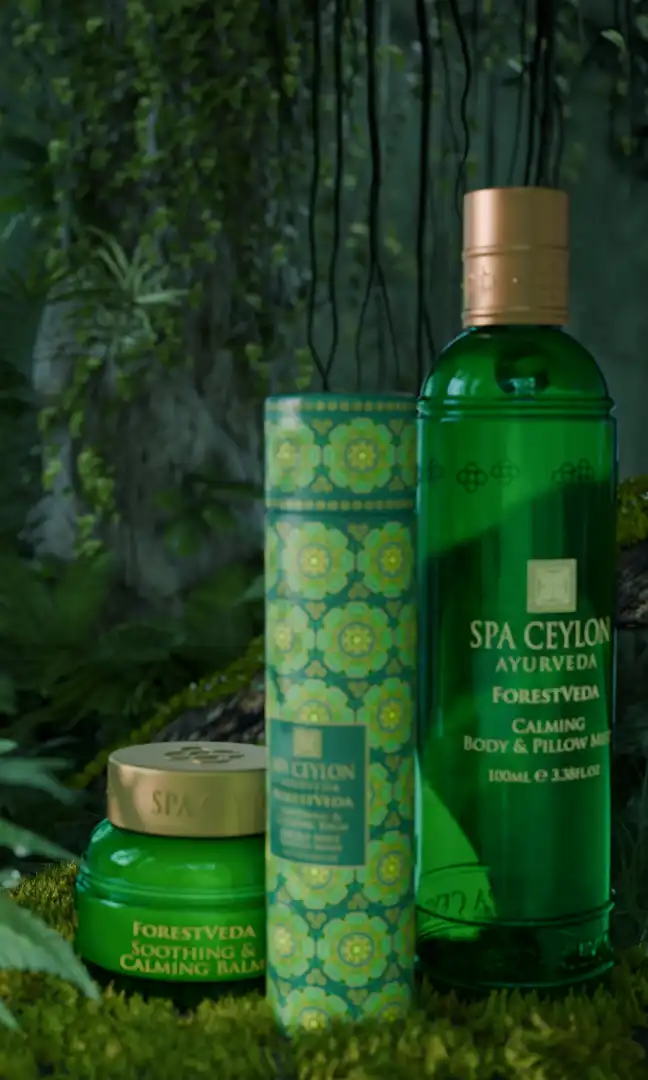 SPA CEYLON
AYURVEDA
FORESTVEDA
CALMING
BODY & PILLOW MIST
100ML ℮ 3.38FL.OZ
SPA CEYLON
AYURVEDA
FORESTVEDA
SPA
FORESTVEDA
SOOTHING &
CALMING BALM